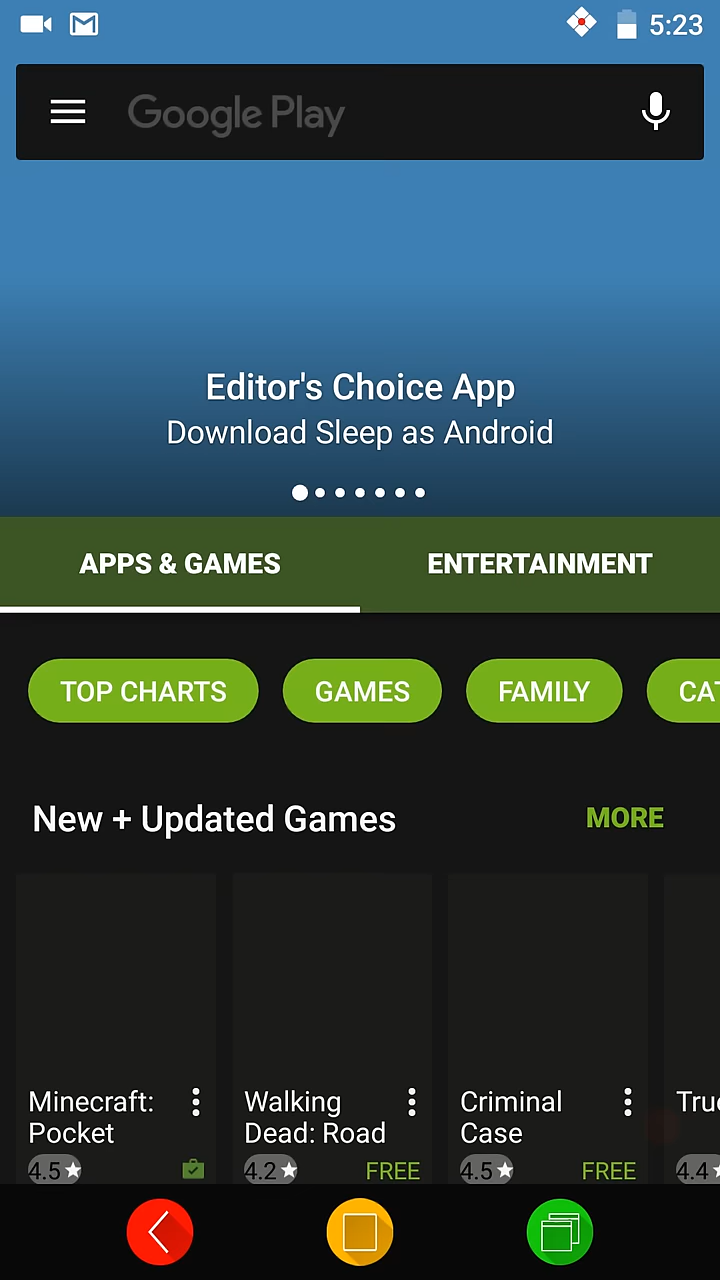 5:23
Google Play
Editor's Choice App
Download Sleep as Android
APPS & GAMES
ENTERTAINMENT
TOP CHARTS
GAMES
FAMILY
CAT
New + Updated Games
MORE
Minecraft:
Pocket
4.5
Walking
Dead: Road
4.2
FREE
Criminal
Case
4.5
FREE
True
4.4